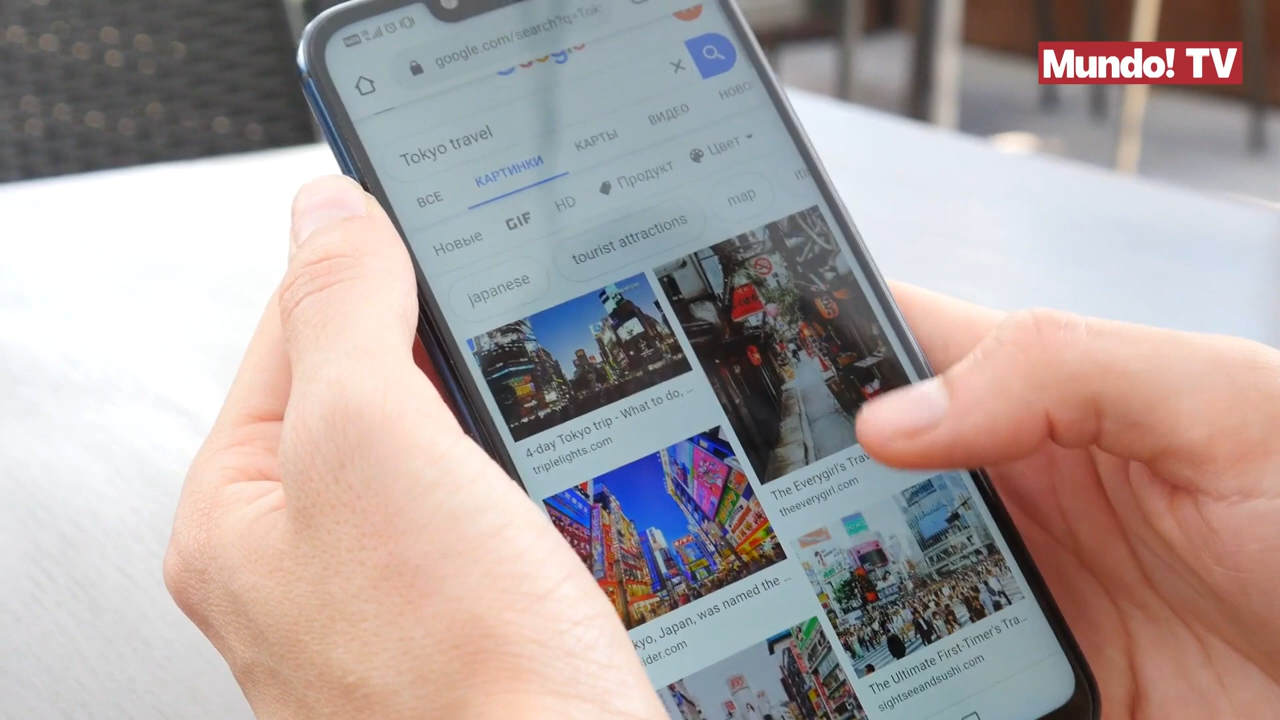 Mundo! TV
google.com/search?q=Tok
Google
Tokyo travel
ВСЕ КАРТИНКИ КАРТЫ ВИДЕО НОВО
Новые GIF HD Продукт Цвет
japanese tourist attractions map
4-day Tokyo trip - What to do, ...
triplelights.com
The Everygirl's Trav
theeverygirl.com
kyo, Japan, was named the ...
ider.com
The Ultimate First-Timer's Tra...
sightseeandsushi.com